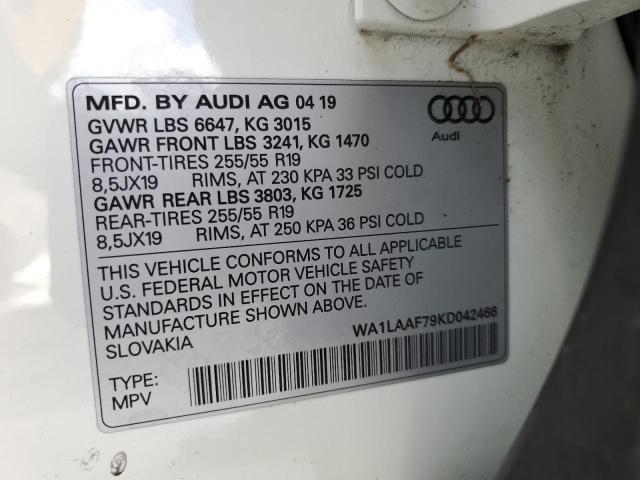 MFD. BY AUDI AG 04 19
GVWR LBS 6647, KG 3015
GAWR FRONT LBS 3241, KG 1470
FRONT-TIRES 255/55 R19
8,5JX19 RIMS, AT 230 KPA 33 PSI COLD
GAWR REAR LBS 3803, KG 1725
REAR-TIRES 255/55 R19
8,5JX19 RIMS, AT 250 KPA 36 PSI COLD
Audi
THIS VEHICLE CONFORMS TO ALL APPLICABLE
U.S. FEDERAL MOTOR VEHICLE SAFETY
STANDARDS IN EFFECT ON THE DATE OF
MANUFACTURE SHOWN ABOVE.
SLOVAKIA
WA1LAAF79KD042466
TYPE:
MPV